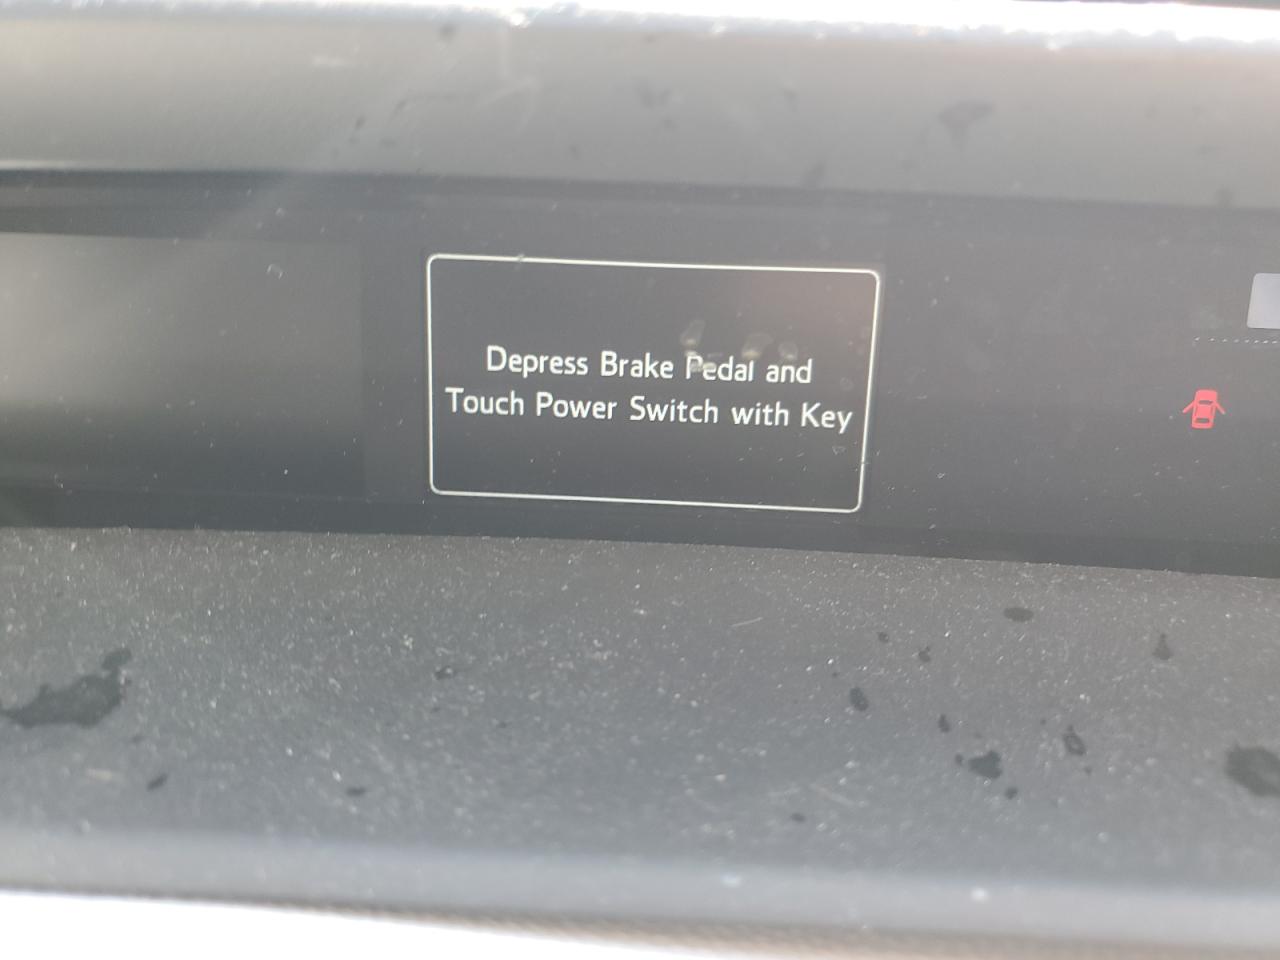 Depress Brake Pedal and
Touch Power Switch with Key